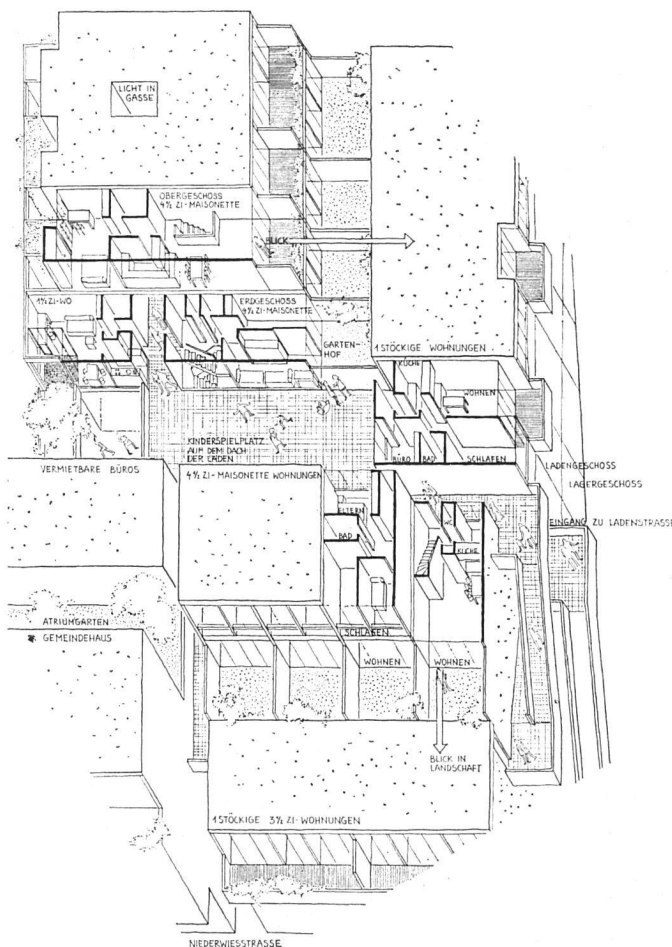 LICHT IN
GASSE
OBERGESCHOSS
4½ ZI-MAISONETTE
BLICK
1½ ZI-WO
ERDGESCHOSS
4½ ZI-MAISONETTE
GARTEN-
HOF
1 STÖCKIGE WOHNUNGEN
KÜCHE
WOHNEN
KINDERSPIELPLATZ
AUF DEM DACH
DER LÄDEN
BÜRO
BAD
SCHLAFEN
VERMIETBARE BÜROS
4½ ZI-MAISONETTE WOHNUNGEN
LADENGESCHOSS
LAGERGESCHOSS
ELTERN
BAD
WC
KÜCHE
EINGANG ZU LADENSTRASSE
ATRIUMGARTEN
GEMEINDEHAUS
SCHLAFEN
WOHNEN
WOHNEN
BLICK IN
LANDSCHAFT
1 STÖCKIGE 3½ ZI-WOHNUNGEN
NIEDERWIESSTRASSE